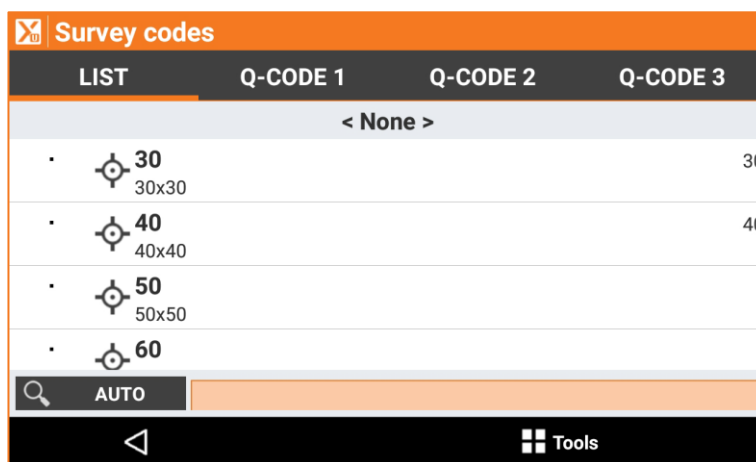 Survey codes
LIST Q-CODE 1 Q-CODE 2 Q-CODE 3
< None >
30
30x30
40
40x40
50
50x50
60
AUTO
Tools